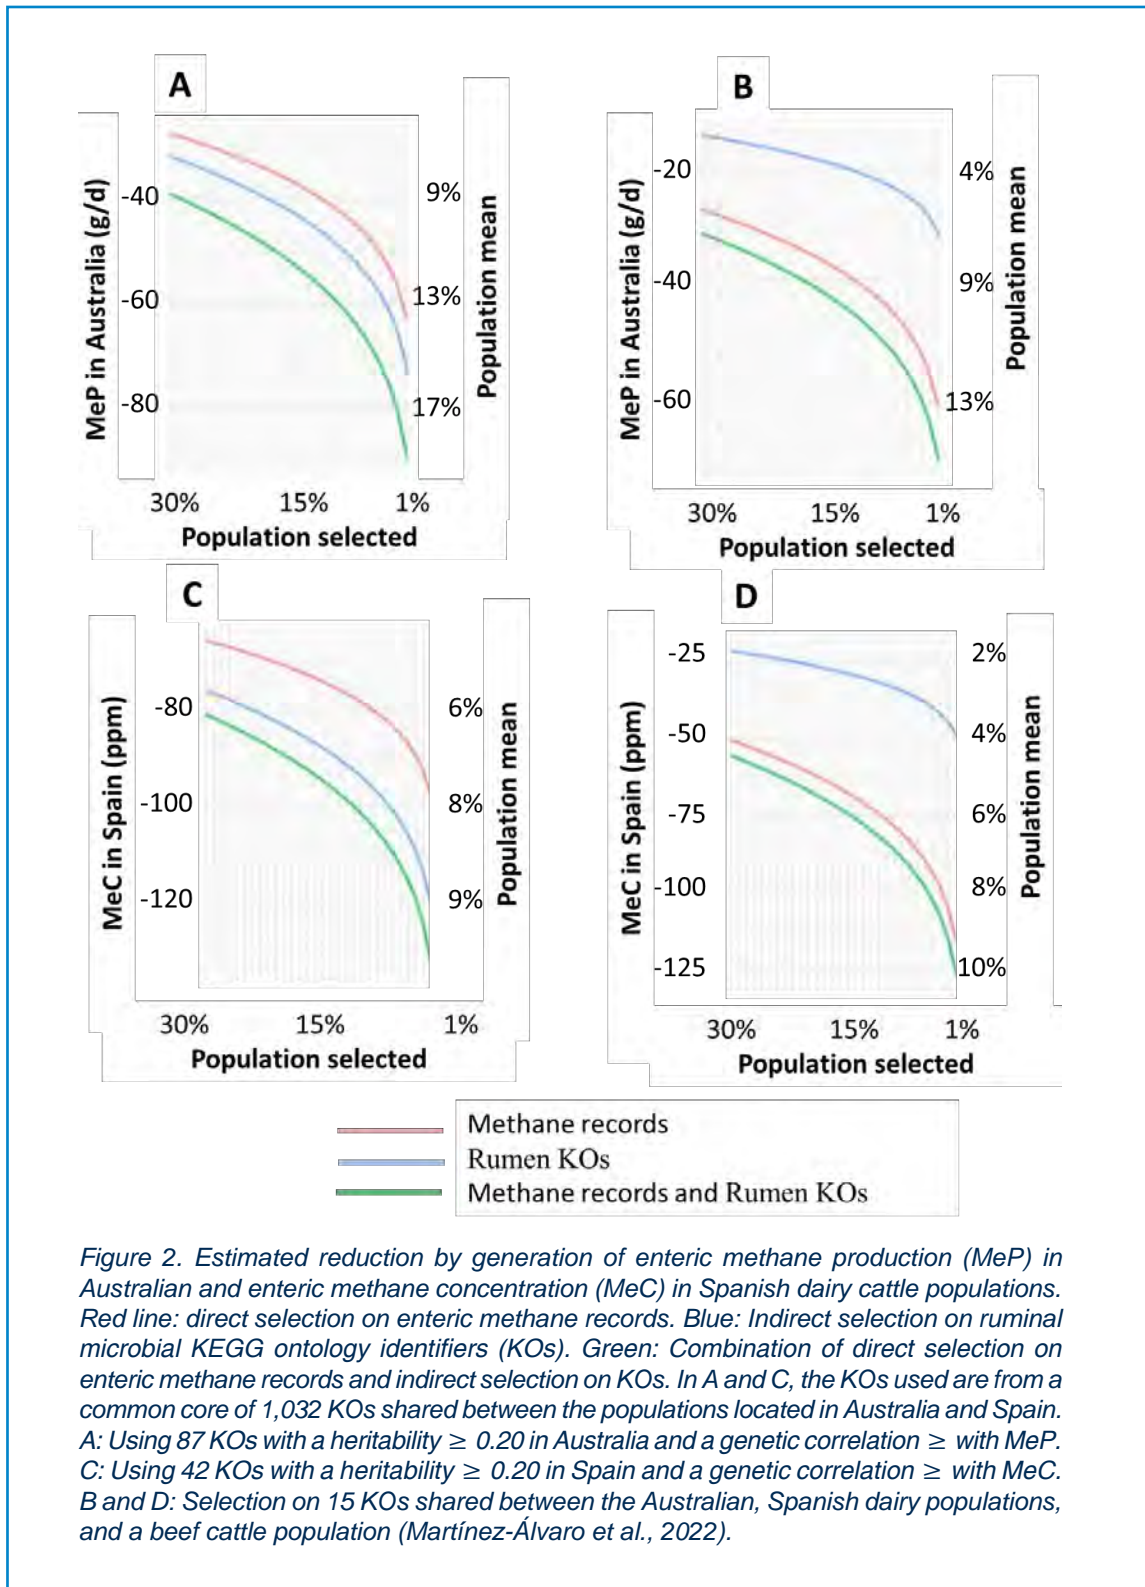 A
MeP in Australia (g/d)
-40
-60
-80
9%
13%
17%
Population mean
30% 15% 1%
Population selected
B
MeP in Australia (g/d)
-20
-40
-60
4%
9%
13%
Population mean
30% 15% 1%
Population selected
C
MeC in Spain (ppm)
-80
-100
-120
6%
8%
9%
Population mean
30% 15% 1%
Population selected
D
MeC in Spain (ppm)
-25
-50
-75
-100
-125
2%
4%
6%
8%
10%
Population mean
30% 15% 1%
Population selected
Methane records
Rumen KOs
Methane records and Rumen KOs
Figure 2. Estimated reduction by generation of enteric methane production (MeP) in
Australian and enteric methane concentration (MeC) in Spanish dairy cattle populations.
Red line: direct selection on enteric methane records. Blue: Indirect selection on ruminal
microbial KEGG ontology identifiers (KOs). Green: Combination of direct selection on
enteric methane records and indirect selection on KOs. In A and C, the KOs used are from a
common core of 1,032 KOs shared between the populations located in Australia and Spain.
A: Using 87 KOs with a heritability ≥ 0.20 in Australia and a genetic correlation ≥ with MeP.
C: Using 42 KOs with a heritability ≥ 0.20 in Spain and a genetic correlation ≥ with MeC.
B and D: Selection on 15 KOs shared between the Australian, Spanish dairy populations,
and a beef cattle population (Martínez-Álvaro et al., 2022).